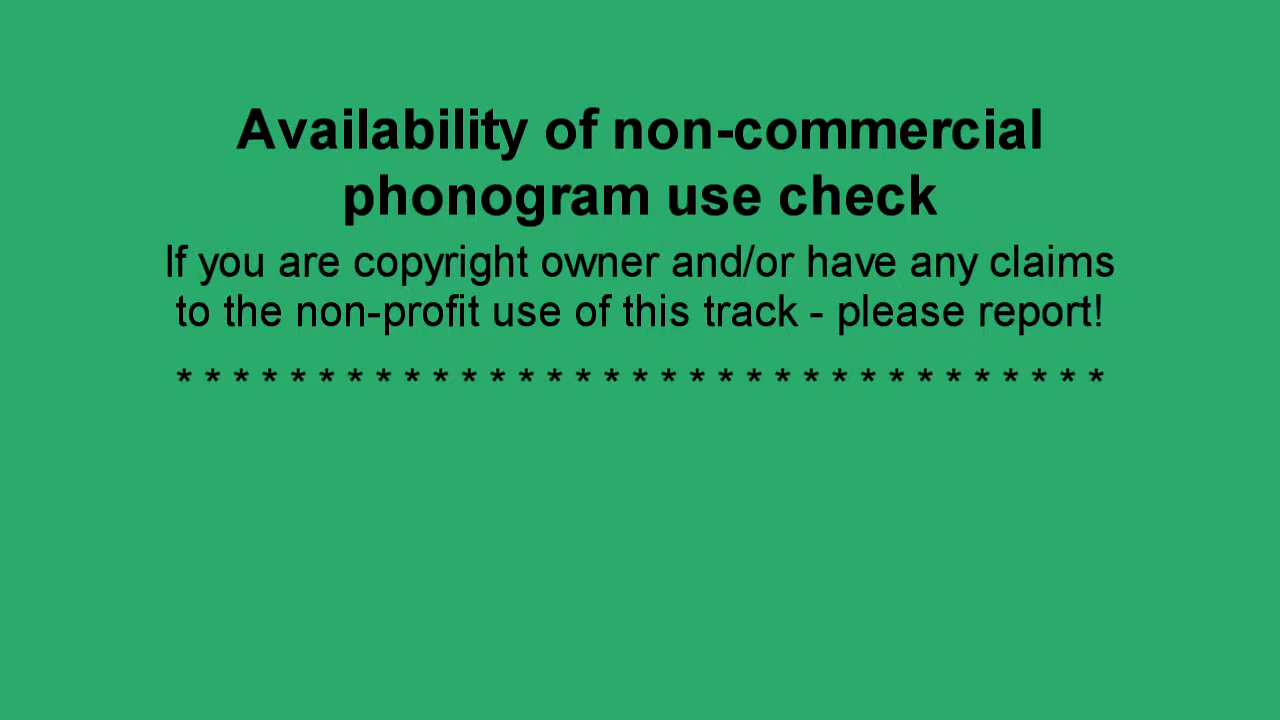 Availability of non-commercial
phonogram use check
If you are copyright owner and/or have any claims
to the non-profit use of this track - please report!
* * * * * * * * * * * * * * * * * * * * * * * * * * * * * * * * *